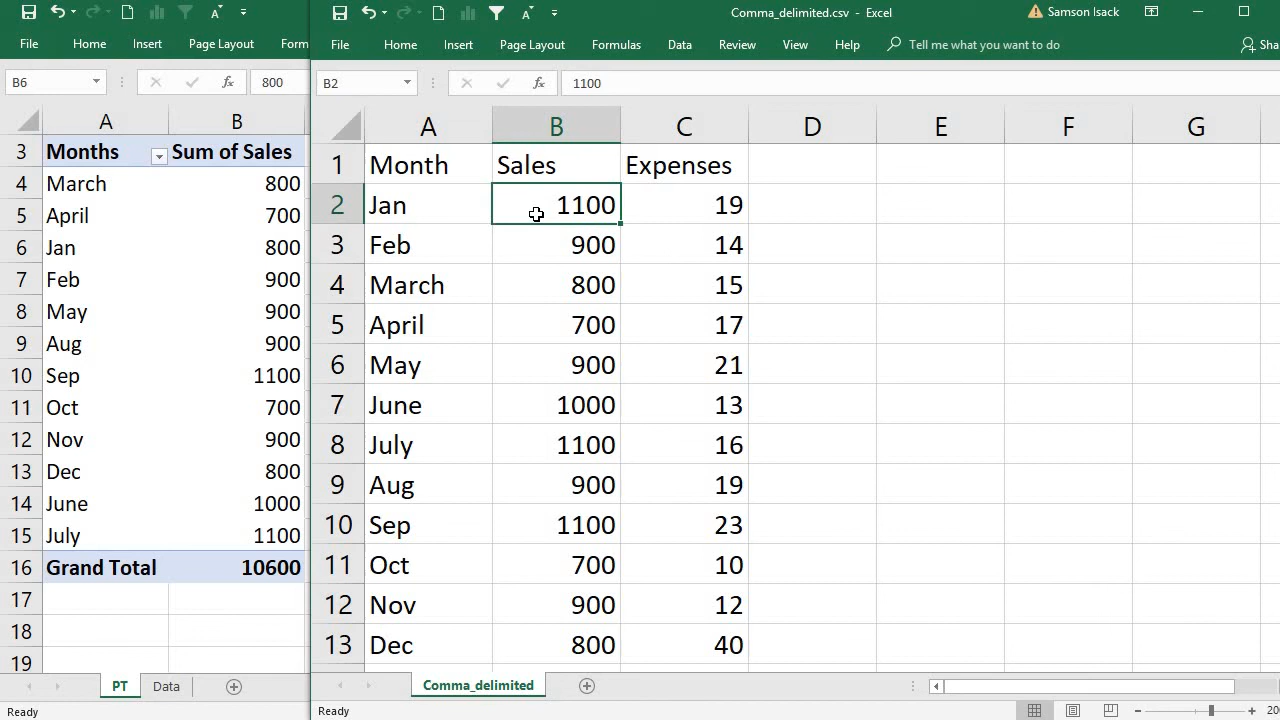 File Home Insert Page Layout Form
B6 800
A B
3 Months Sum of Sales
4 March 800
5 April 700
6 Jan 800
7 Feb 900
8 May 900
9 Aug 900
10 Sep 1100
11 Oct 700
12 Nov 900
13 Dec 800
14 June 1000
15 July 1100
16 Grand Total 10600
17
18
19
PT Data
Ready
Comma_delimited.csv - Excel Samson Isack
File Home Insert Page Layout Formulas Data Review View Help Tell me what you want to do Sha
B2 fx 1100
A B C D E F G
1 Month Sales Expenses
2 Jan 1100 19
3 Feb 900 14
4 March 800 15
5 April 700 17
6 May 900 21
7 June 1000 13
8 July 1100 16
9 Aug 900 19
10 Sep 1100 23
11 Oct 700 10
12 Nov 900 12
13 Dec 800 40
Comma_delimited
Ready 20